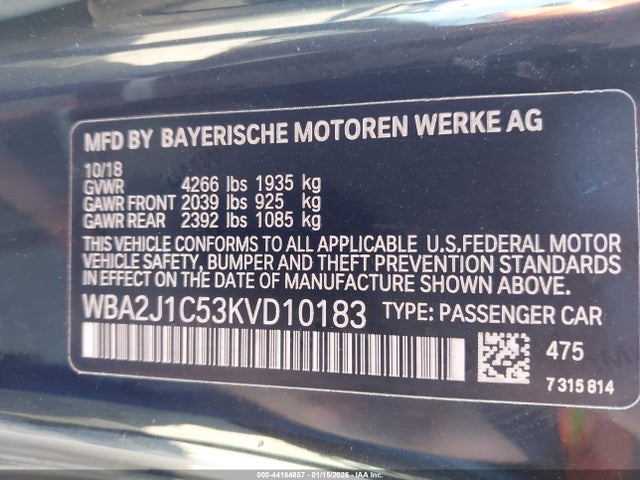 MFD BY BAYERISCHE MOTOREN WERKE AG
10/18
GVWR 4266 lbs 1935 kg
GAWR FRONT 2039 lbs 925 kg
GAWR REAR 2392 lbs 1085 kg
THIS VEHICLE CONFORMS TO ALL APPLICABLE U.S.FEDERAL MOTOR
VEHICLE SAFETY, BUMPER AND THEFT PREVENTION STANDARDS
IN EFFECT ON THE DATE OF MANUFACTURE SHOWN ABOVE.
WBA2J1C53KVD10183 TYPE: PASSENGER CAR
475
7 315 814
000-44164857 | 01/15/2026 | IAA Inc.